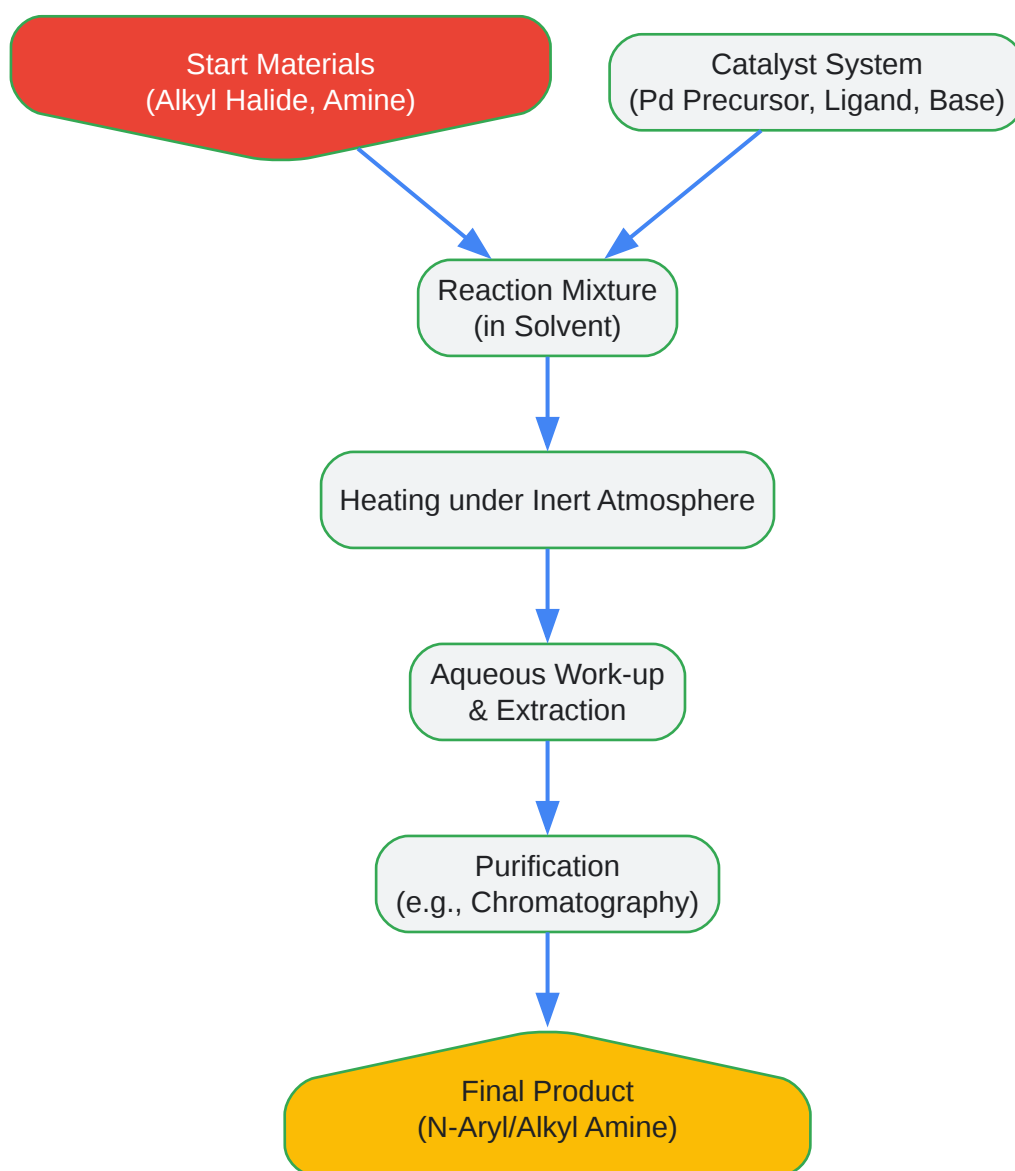 Start Materials
(Alkyl Halide, Amine)
Catalyst System
(Pd Precursor, Ligand, Base)
Reaction Mixture
(in Solvent)
Heating under Inert Atmosphere
Aqueous Work-up
& Extraction
Purification
(e.g., Chromatography)
Final Product
(N-Aryl/Alkyl Amine)